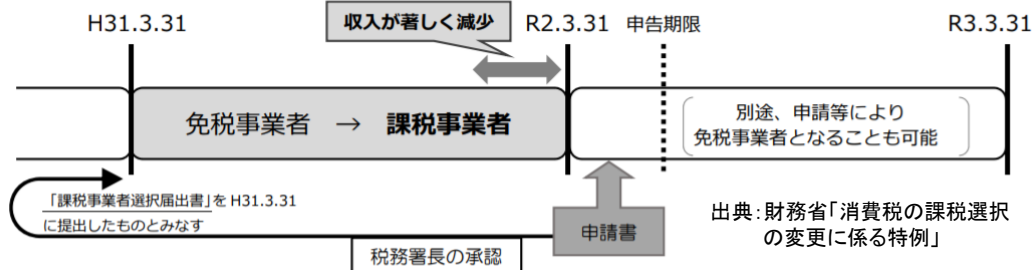 H31.3.31
収入が著しく減少
R2.3.31
申告期限
R3.3.31
免税事業者 → 課税事業者
別途、申請等により
免税事業者となることも可能
「課税事業者選択届出書」を H31.3.31
に提出したものとみなす
税務署長の承認
申請書
出典：財務省「消費税の課税選択
の変更に係る特例」